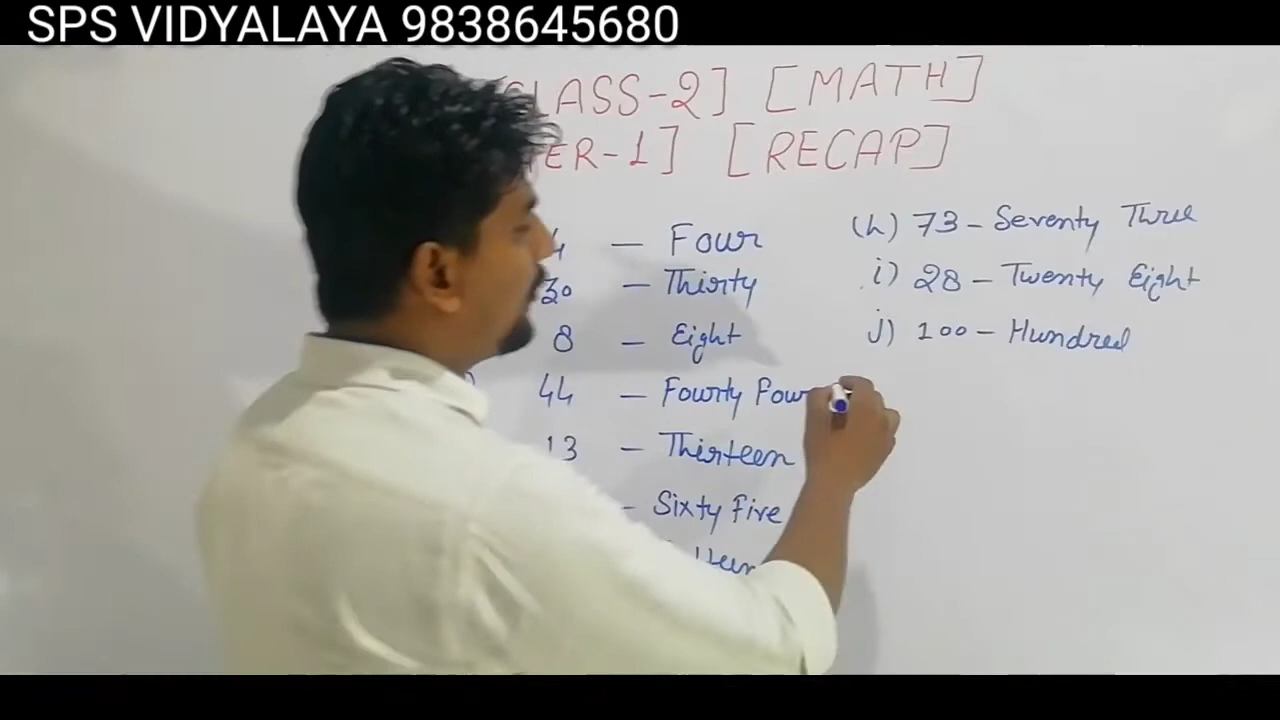 SPS VIDYALAYA 9838645680
CLASS-2] [MATH]
ER-1] [RECAP]
4 — Four
30 — Thirty
8 — Eight
44 — Fourty Four
13 — Thirteen
— Sixty Five
(h) 73 - Seventy Three
i) 28 - Twenty Eight
j) 100 - Hundred